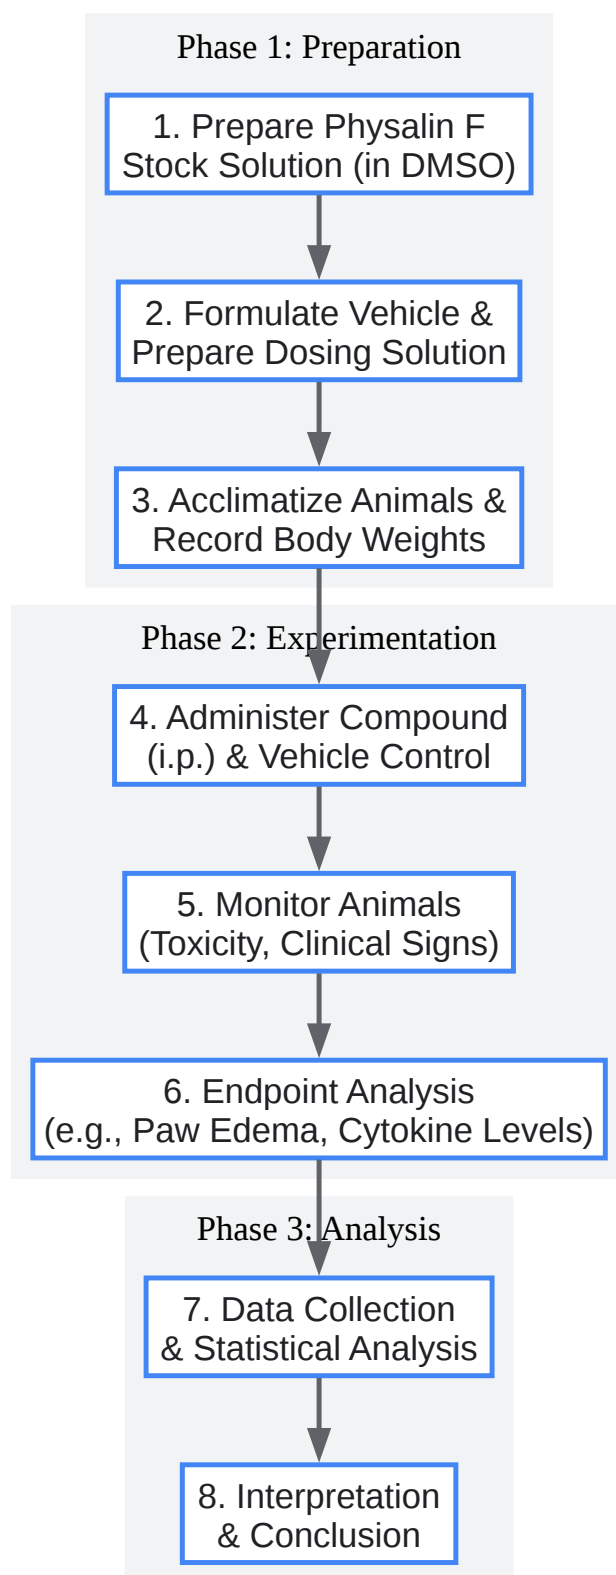 Phase 1: Preparation
1. Prepare Physalin F
Stock Solution (in DMSO)
2. Formulate Vehicle &
Prepare Dosing Solution
3. Acclimatize Animals &
Record Body Weights
Phase 2: Experimentation
4. Administer Compound
(i.p.) & Vehicle Control
5. Monitor Animals
(Toxicity, Clinical Signs)
6. Endpoint Analysis
(e.g., Paw Edema, Cytokine Levels)
Phase 3: Analysis
7. Data Collection
& Statistical Analysis
8. Interpretation
& Conclusion